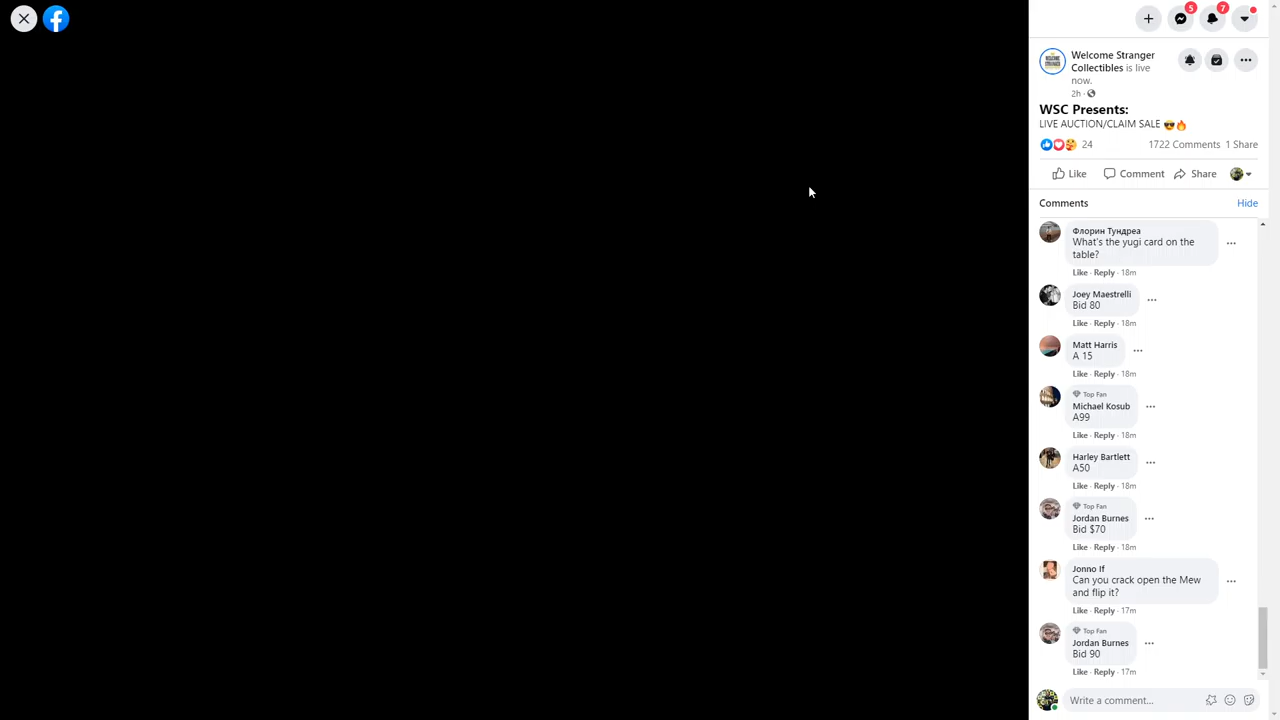 5
7
Welcome Stranger
Collectibles is live
now.
2h ·
WSC Presents:
LIVE AUCTION/CLAIM SALE 😎🔥
24
1722 Comments 1 Share
Like Comment Share
Comments Hide
Флорин Тундреа
What's the yugi card on the
table?
Like · Reply · 18m
Joey Maestrelli
Bid 80
Like · Reply · 18m
Matt Harris
A 15
Like · Reply · 18m
Top Fan
Michael Kosub
A99
Like · Reply · 18m
Harley Bartlett
A50
Like · Reply · 18m
Top Fan
Jordan Burnes
Bid $70
Like · Reply · 18m
Jonno If
Can you crack open the Mew
and flip it?
Like · Reply · 17m
Top Fan
Jordan Burnes
Bid 90
Like · Reply · 17m
Write a comment...